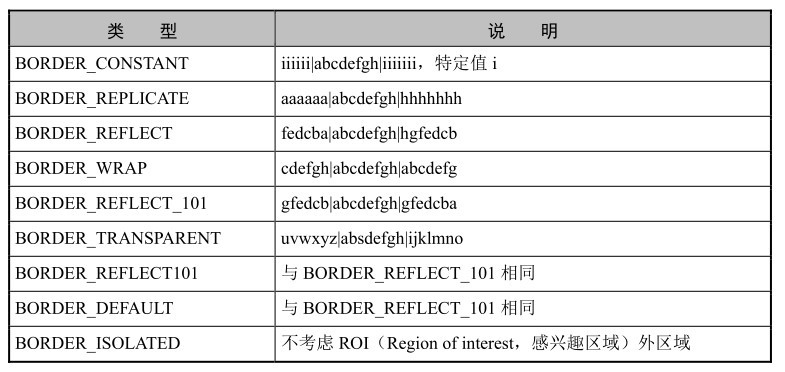 类 型 说 明
BORDER_CONSTANT iiiiii|abcdefgh|iiiiiii，特定值 i
BORDER_REPLICATE aaaaaa|abcdefgh|hhhhhhh
BORDER_REFLECT fedcba|abcdefgh|hgfedcb
BORDER_WRAP cdefgh|abcdefgh|abcdefg
BORDER_REFLECT_101 gfedcb|abcdefgh|gfedcba
BORDER_TRANSPARENT uvwxyz|absdefgh|ijklmno
BORDER_REFLECT101 与 BORDER_REFLECT_101 相同
BORDER_DEFAULT 与 BORDER_REFLECT_101 相同
BORDER_ISOLATED 不考虑 ROI（Region of interest，感兴趣区域）外区域